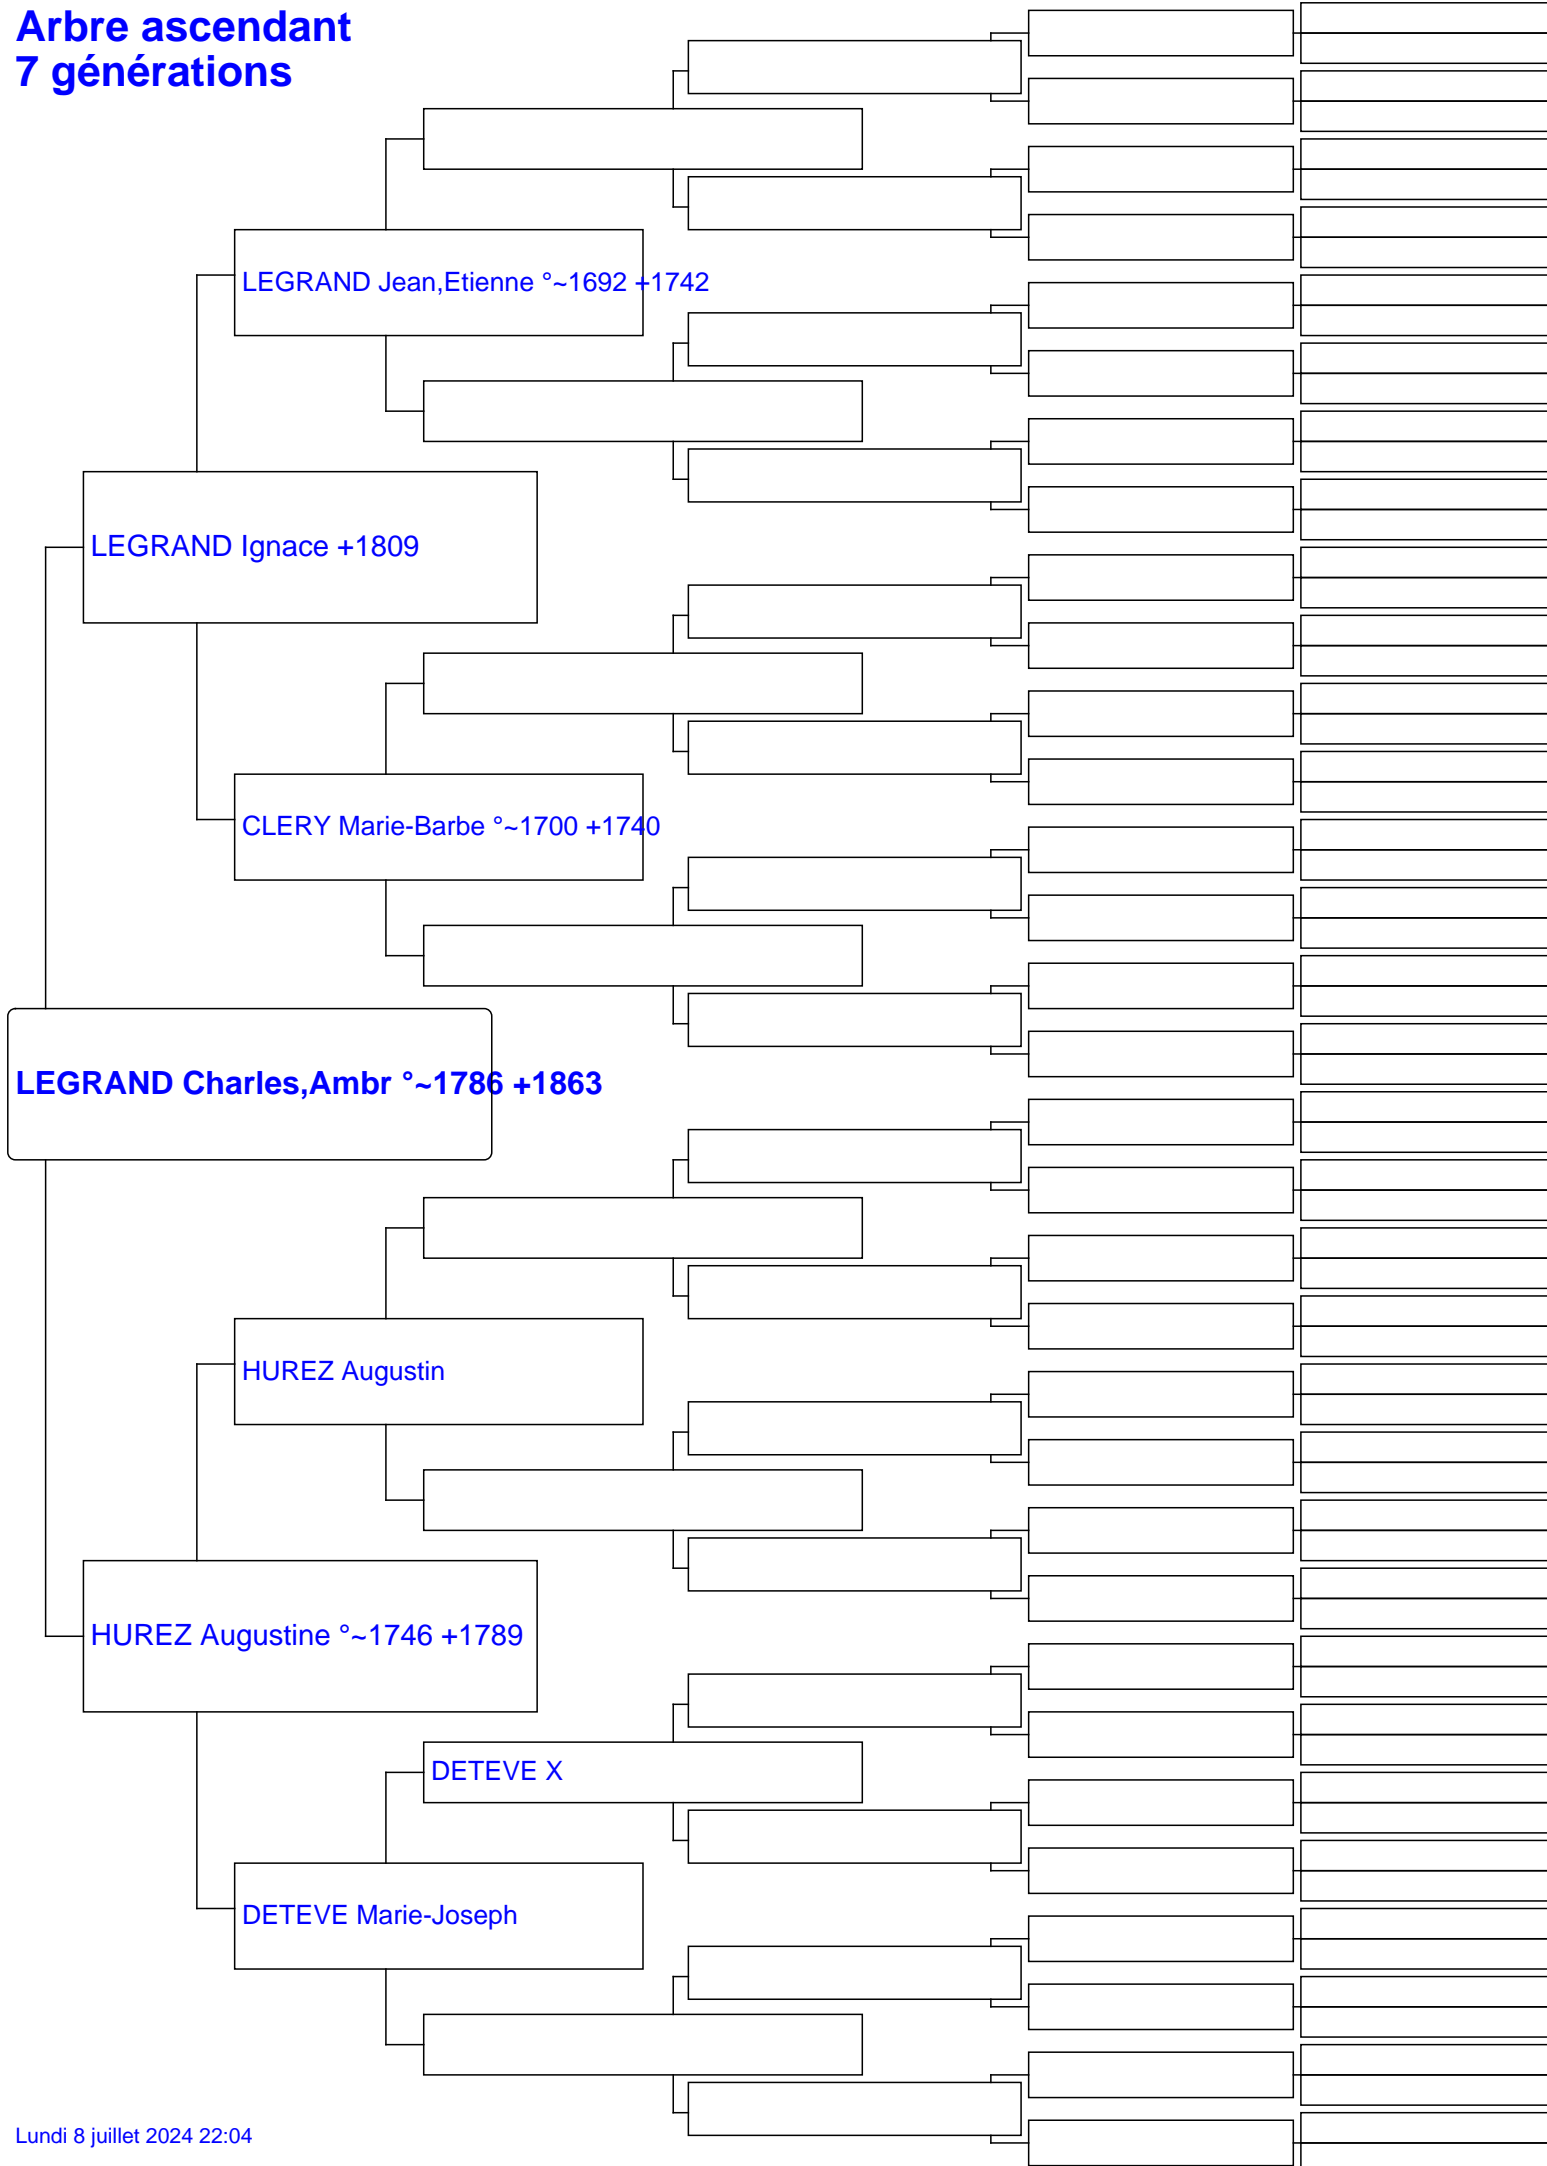 Arbre ascendant
7 générations
LEGRAND Jean,Etienne °~1692 +1742
LEGRAND Ignace +1809
CLERY Marie-Barbe °~1700 +1740
LEGRAND Charles,Ambr °~1786 +1863
HUREZ Augustin
HUREZ Augustine °~1746 +1789
DETEVE X
DETEVE Marie-Joseph
Lundi 8 juillet 2024 22:04